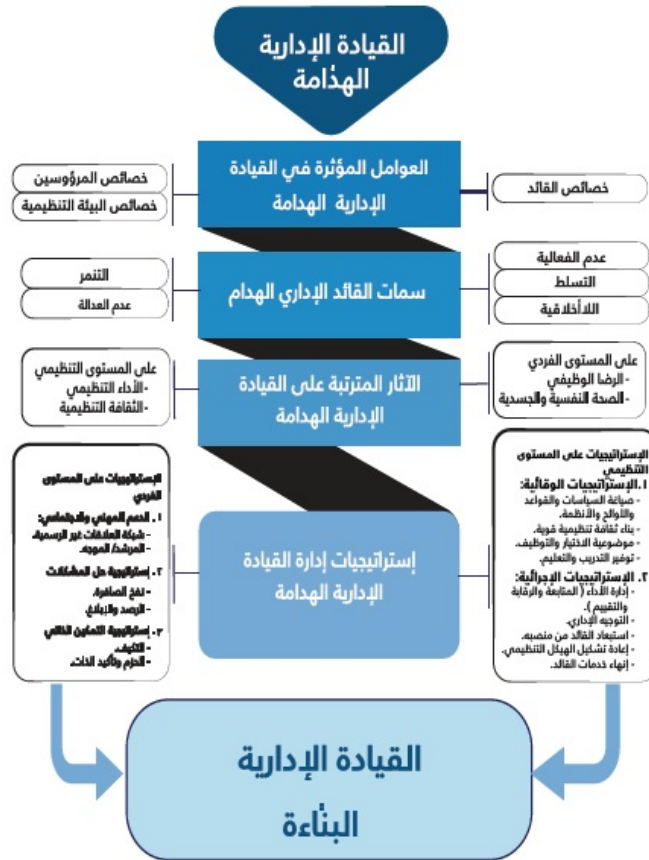 القيادة الإدارية
الهدّامة
العوامل المؤثرة في القيادة
الإدارية الهدامة
خصائص القائد
خصائص المرؤوسين
خصائص البيئة التنظيمية
سمات القائد الإداري الهدام
عدم الفعالية
التسلط
اللاأخلاقية
التنمر
عدم العدالة
الآثار المترتبة على القيادة
الإدارية الهدامة
على المستوى الفردي
-الرضا الوظيفي
-الصحة النفسية والجسدية
على المستوى التنظيمي
-الأداء التنظيمي
-الثقافة التنظيمية
إستراتيجيات إدارة القيادة
الإدارية الهدامة
الإستراتيجيات على المستوى
التنظيمي
١.الإستراتيجيات الوقائية:
- صياغة السياسات والقواعد
واللوائح والأنظمة.
- بناء ثقافة تنظيمية قوية.
- موضوعية الاختيار والتوظيف.
- توفير التدريب والتعليم.
٢. الإستراتيجيات الإجرائية:
- إدارة الأداء ( المتابعة والرقابة
والتقييم ).
- التوجيه الإداري.
- استبعاد القائد من منصبه.
- إعادة تشكيل الهيكل التنظيمي.
- إنهاء خدمات القائد.
الإستراتيجيات على المستوى
الفردي
١ . الدعم المهني والاجتماعي:
- شبكة العلاقات غير الرسمية.
- المرشد/ الموجه.
٢ . إستراتيجية حل المشكلات
- نفخ الصافرة.
- الرصد والإبلاغ.
٣ . إستراتيجية التمكين الذاتي
- التكيف.
- الحزم وتأكيد الذات.
القيادة الإدارية
البنّاءة